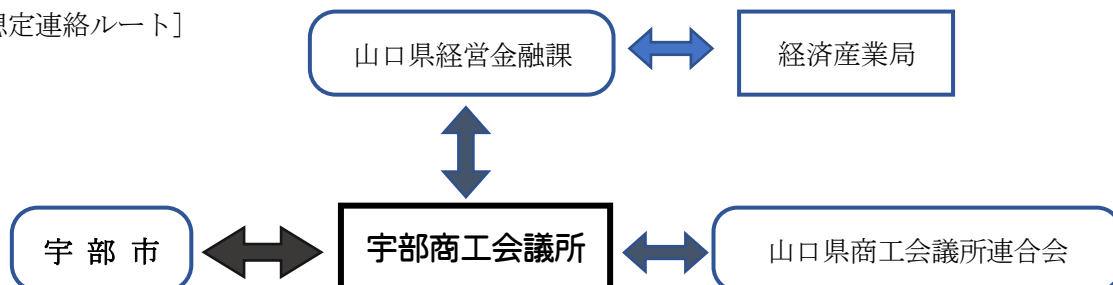 定連絡ルート］
山口県経営金融課
経済産業局
宇部市
宇部商工会議所
山口県商工会議所連合会